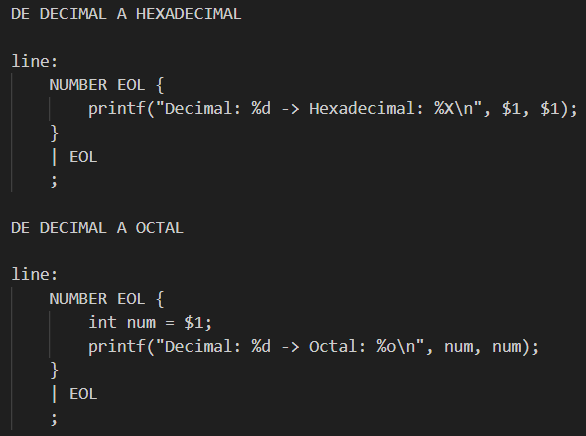 DE DECIMAL A HEXADECIMAL

line:
    NUMBER EOL {
        printf("Decimal: %d -> Hexadecimal: %X\n", $1, $1);
    }
    | EOL
    ;

DE DECIMAL A OCTAL

line:
    NUMBER EOL {
        int num = $1;
        printf("Decimal: %d -> Octal: %o\n", num, num);
    }
    | EOL
    ;